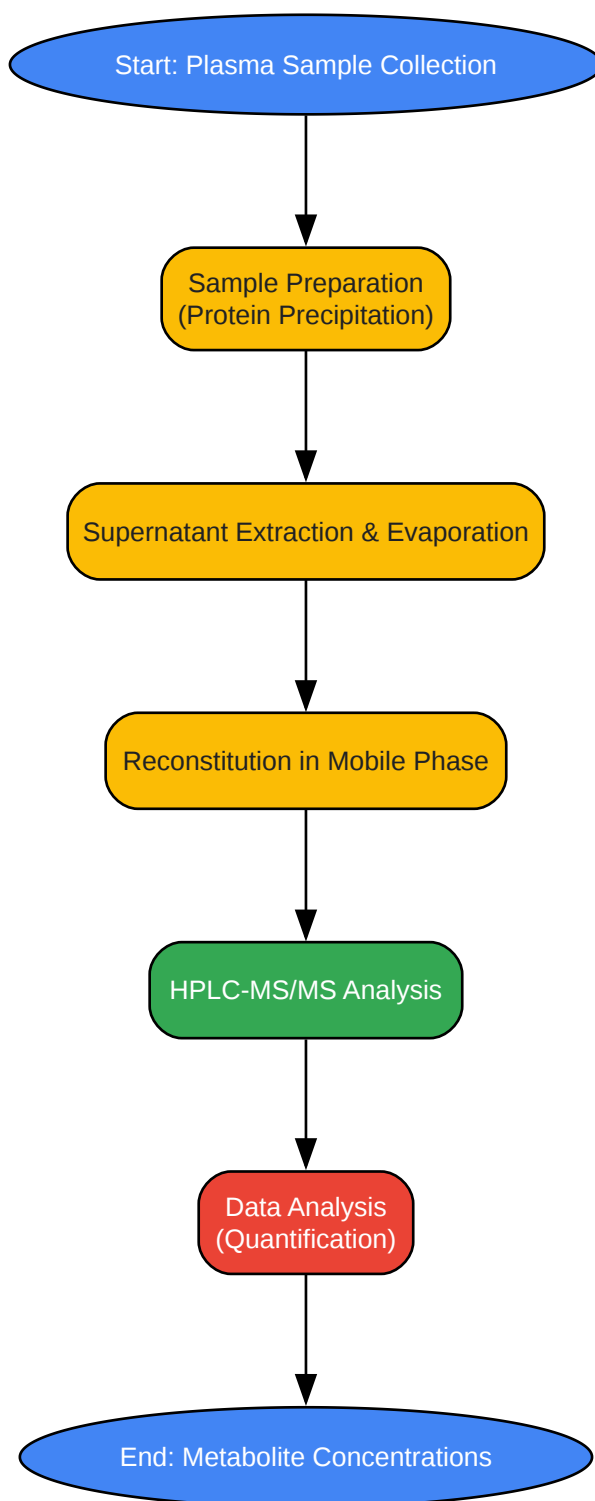 Start: Plasma Sample Collection
Sample Preparation
(Protein Precipitation)
Supernatant Extraction & Evaporation
Reconstitution in Mobile Phase
HPLC-MS/MS Analysis
Data Analysis
(Quantification)
End: Metabolite Concentrations